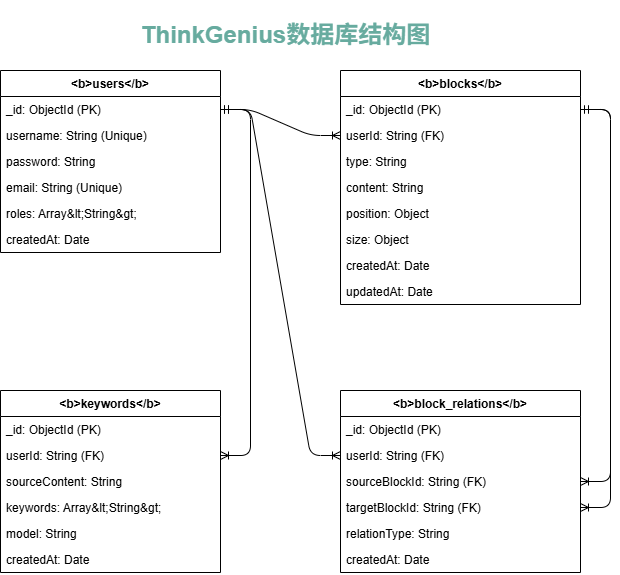 ThinkGenius数据库结构图
<b>users</b>
_id: ObjectId (PK)
username: String (Unique)
password: String
email: String (Unique)
roles: Array&lt;String&gt;
createdAt: Date
<b>blocks</b>
_id: ObjectId (PK)
userId: String (FK)
type: String
content: String
position: Object
size: Object
createdAt: Date
updatedAt: Date
<b>keywords</b>
_id: ObjectId (PK)
userId: String (FK)
sourceContent: String
keywords: Array&lt;String&gt;
model: String
createdAt: Date
<b>block_relations</b>
_id: ObjectId (PK)
userId: String (FK)
sourceBlockId: String (FK)
targetBlockId: String (FK)
relationType: String
createdAt: Date